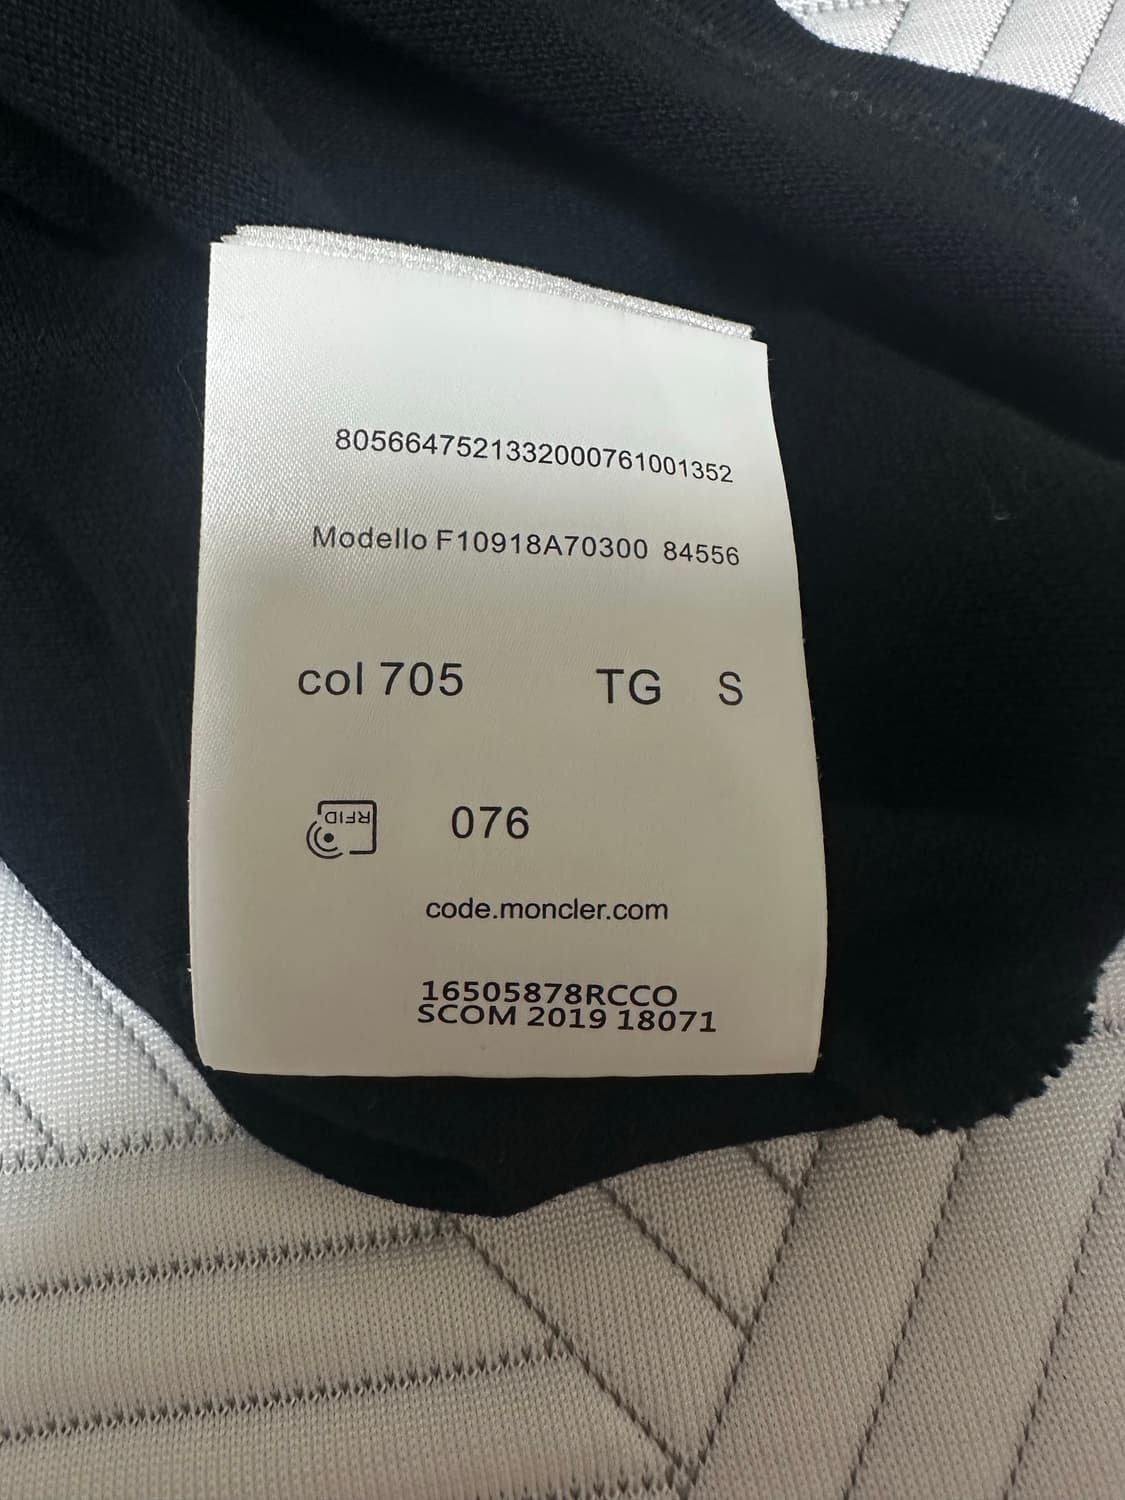 8056647521332000761001352
Modello F10918A70300 84556
col 705 TG S
RFID
076
code.moncler.com
16505878RCCO
SCOM 2019 18071